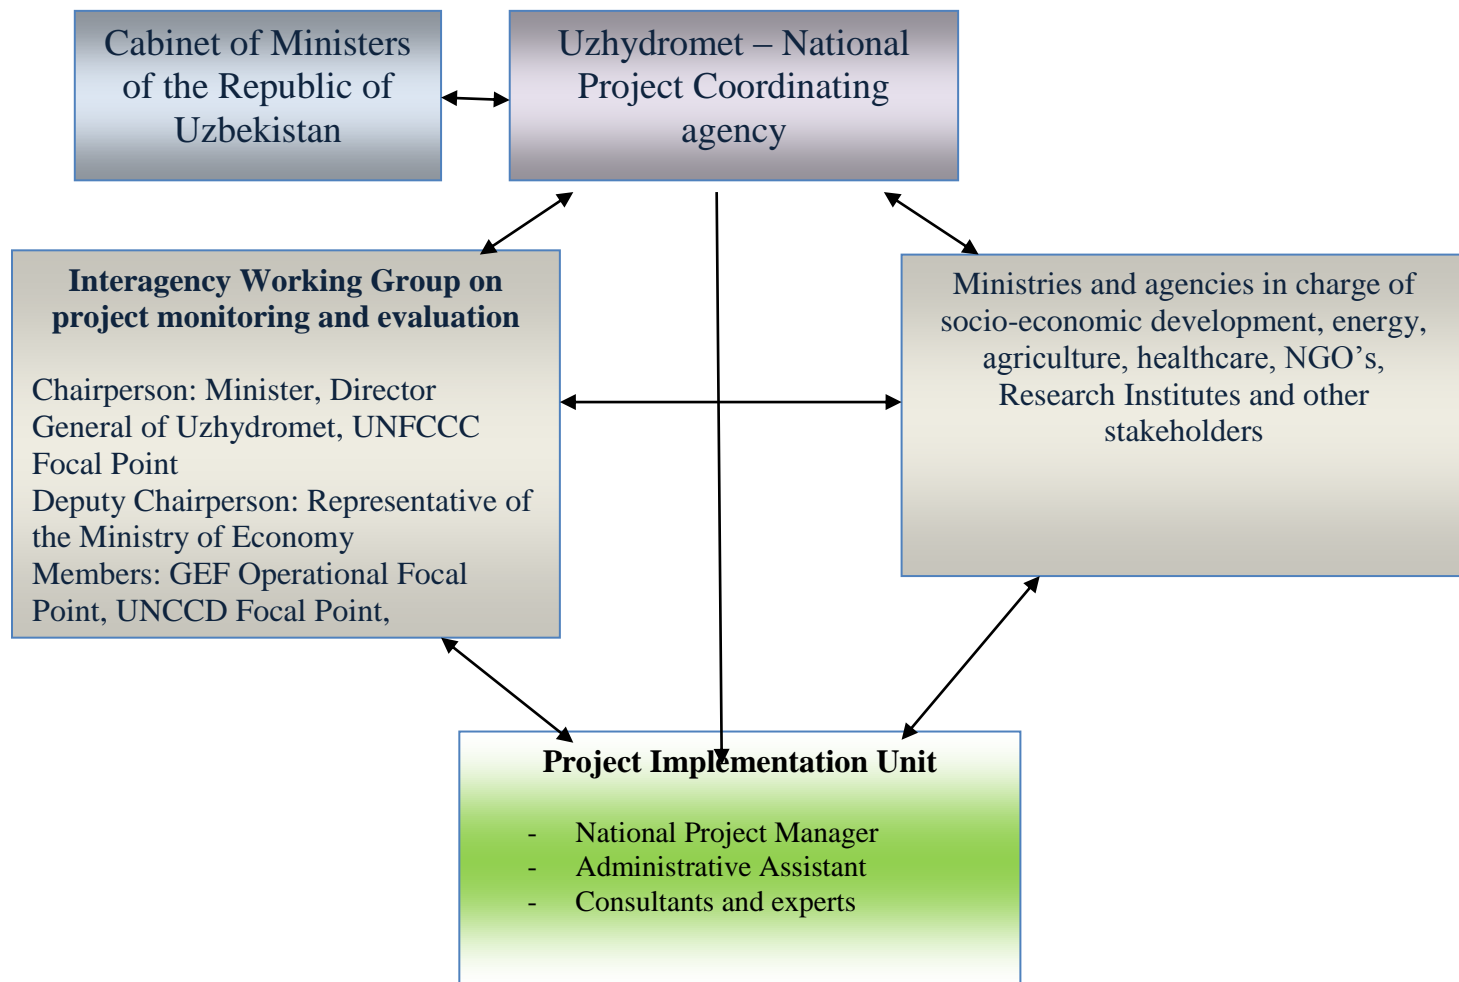 Cabinet of Ministers
of the Republic of
Uzbekistan
Uzhydromet – National
Project Coordinating
agency
Interagency Working Group on
project monitoring and evaluation
Chairperson: Minister, Director
General of Uzhydromet, UNFCCC
Focal Point
Deputy Chairperson: Representative of
the Ministry of Economy
Members: GEF Operational Focal
Point, UNCCD Focal Point,
Ministries and agencies in charge of
socio-economic development, energy,
agriculture, healthcare, NGO’s,
Research Institutes and other
stakeholders
Project Implementation Unit
- National Project Manager
- Administrative Assistant
- Consultants and experts